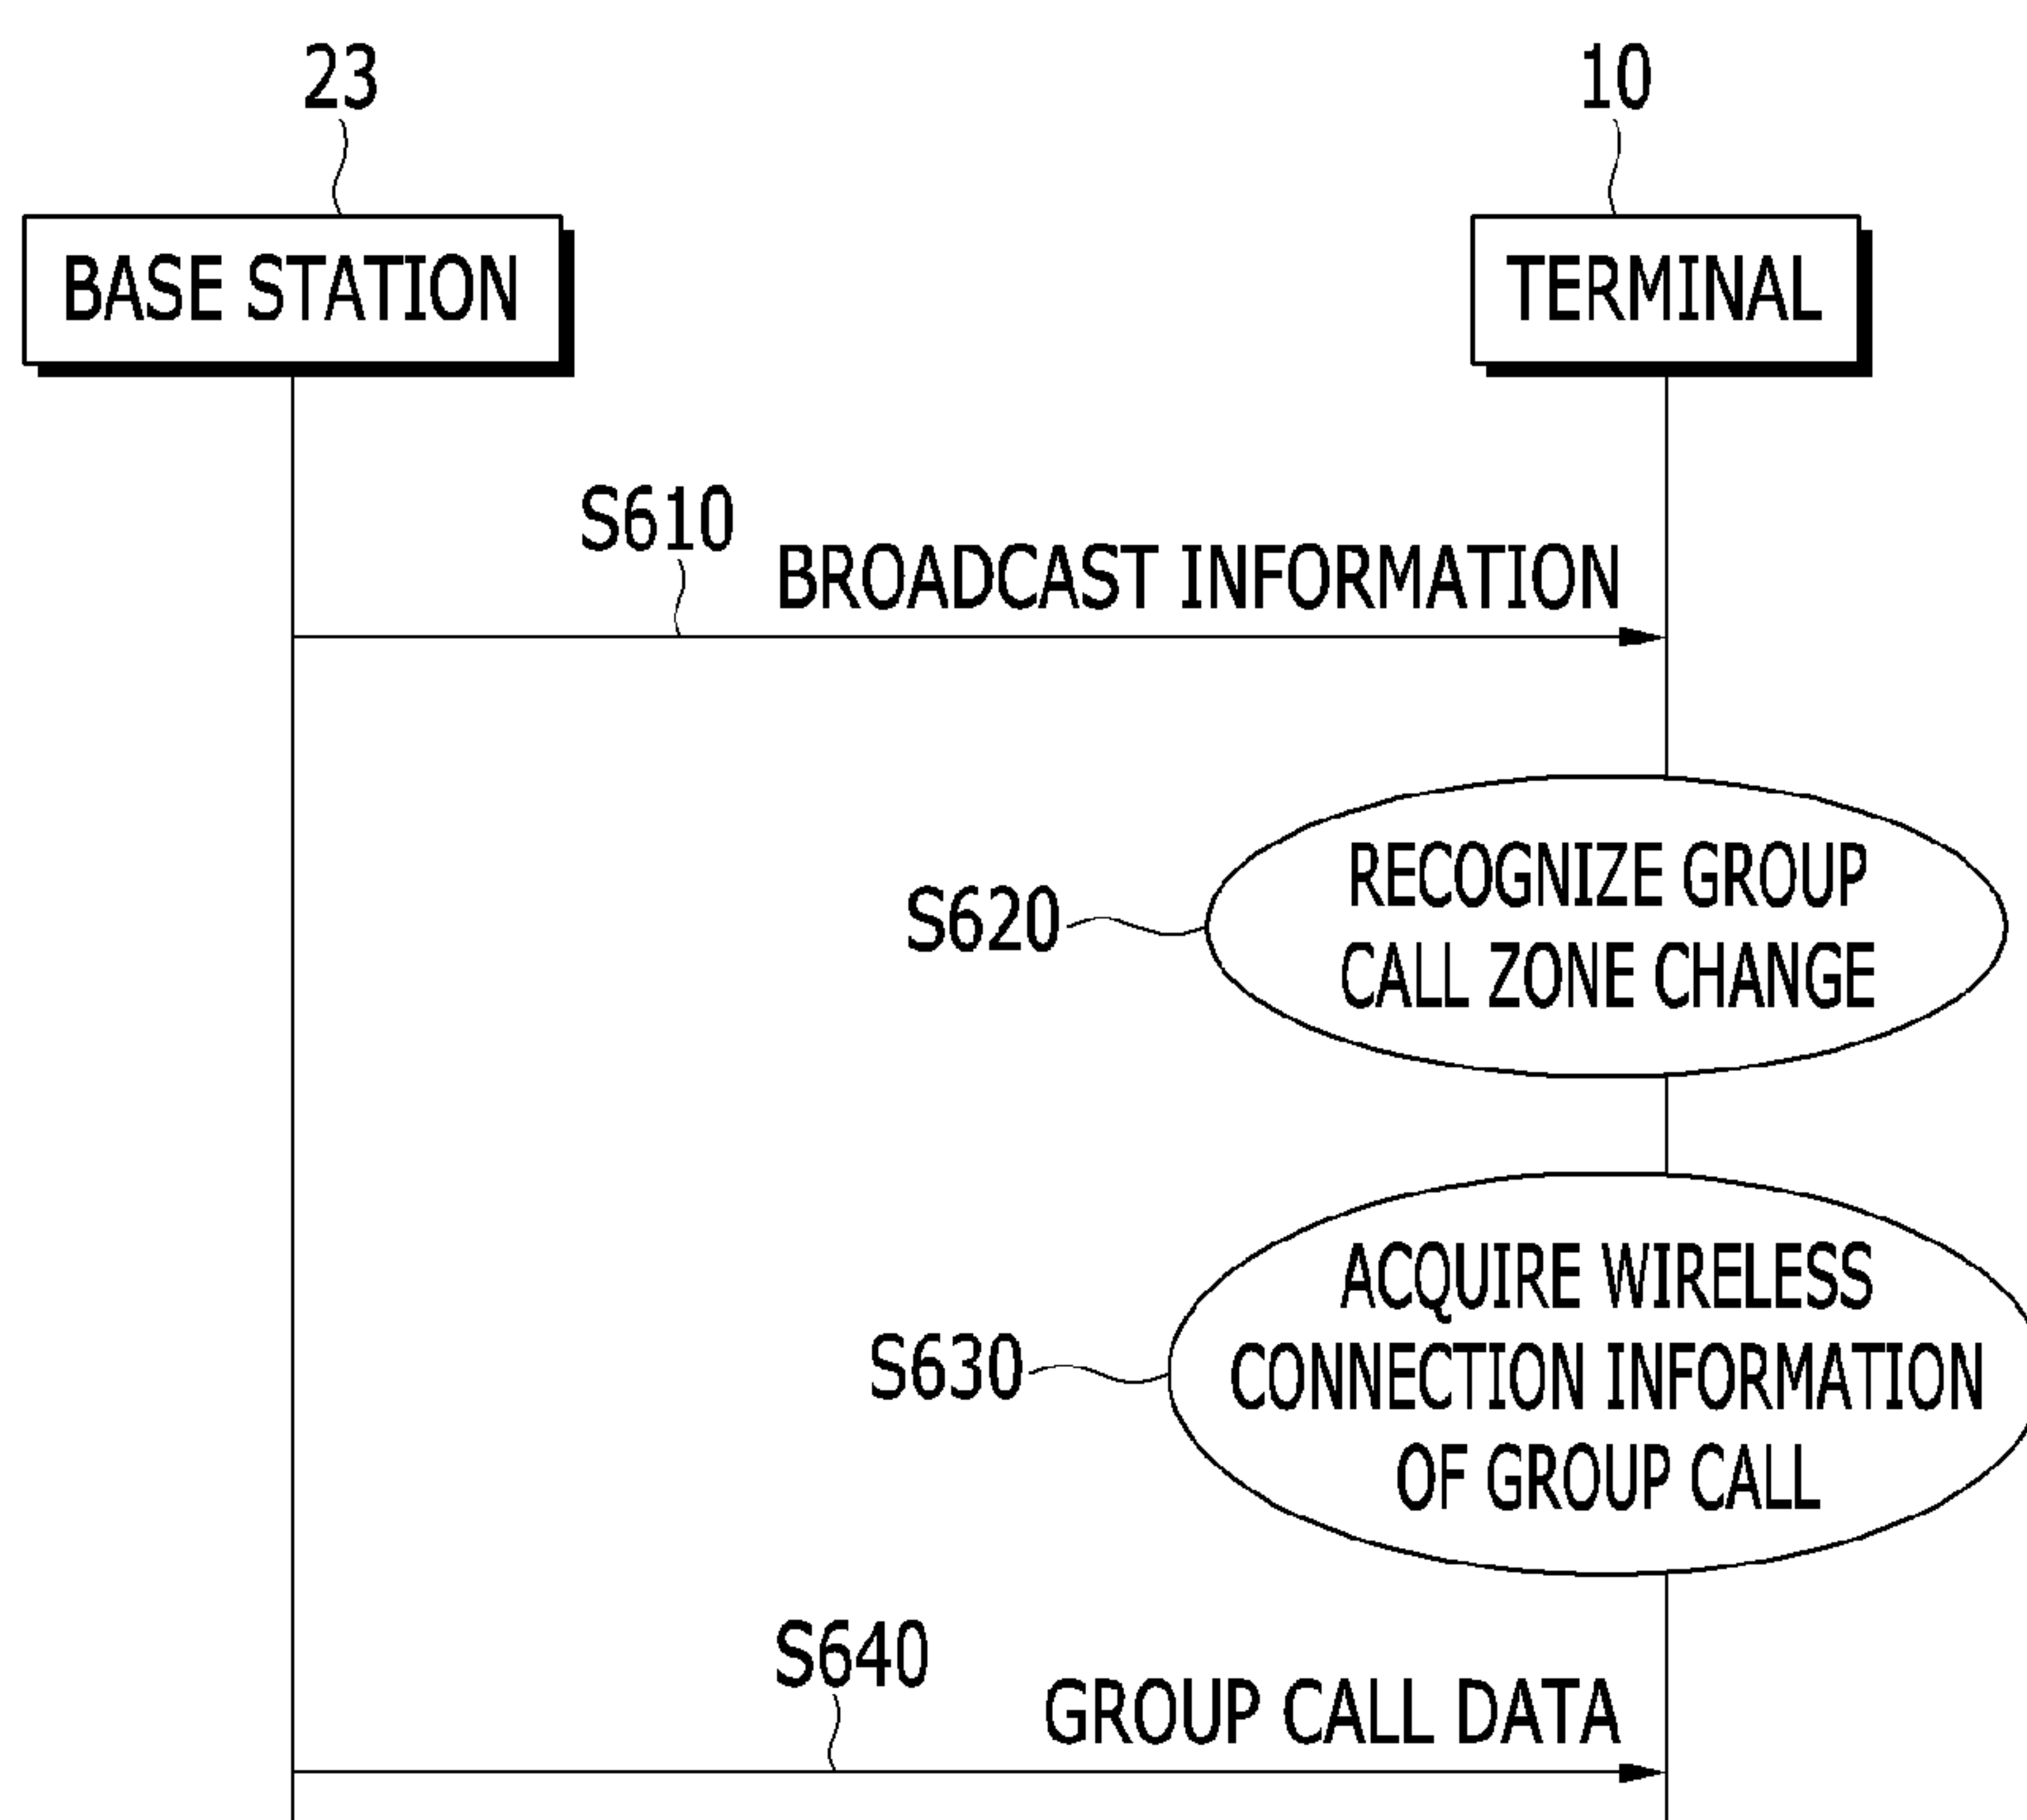 23
10
BASE STATION
TERMINAL
S610
BROADCAST INFORMATION
RECOGNIZE GROUP
CALL ZONE CHANGE
S620
ACQUIRE WIRELESS
CONNECTION INFORMATION
OF GROUP CALL
S630
S640
GROUP CALL DATA